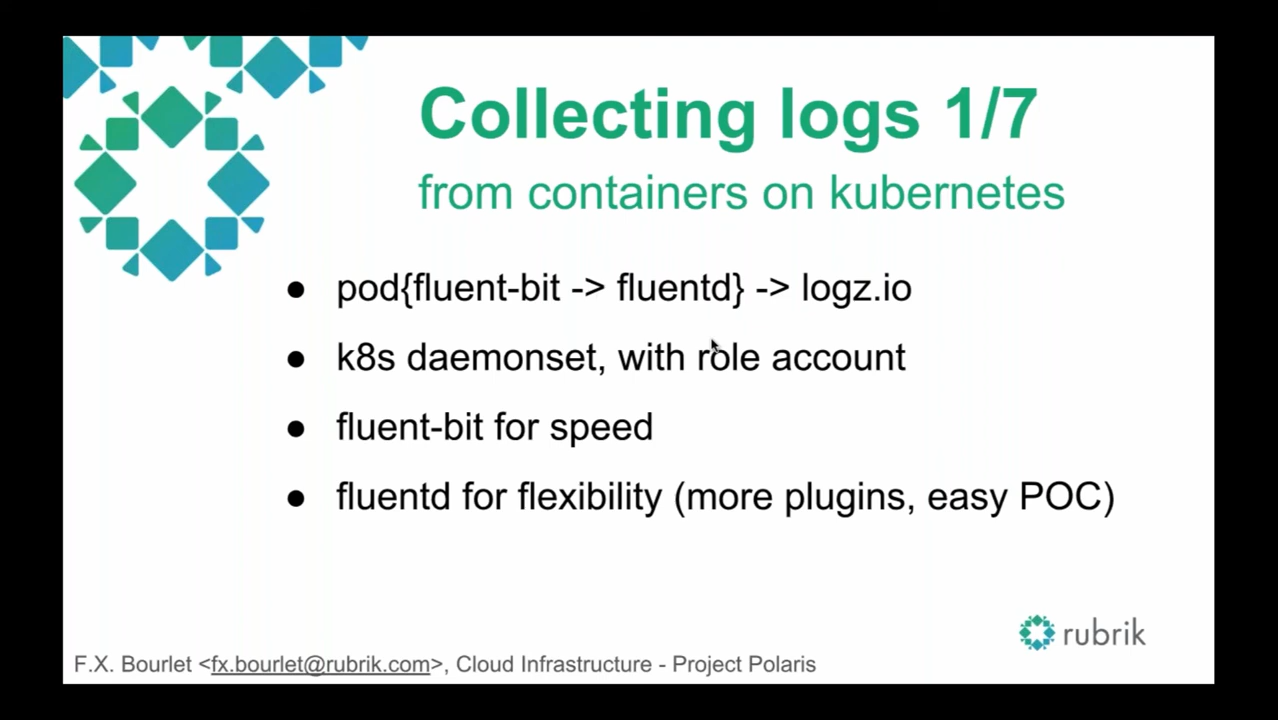 Collecting logs 1/7
from containers on kubernetes
● pod{fluent-bit -> fluentd} -> logz.io
● k8s daemonset, with role account
● fluent-bit for speed
● fluentd for flexibility (more plugins, easy POC)
rubrik
F.X. Bourlet <fx.bourlet@rubrik.com>, Cloud Infrastructure - Project Polaris